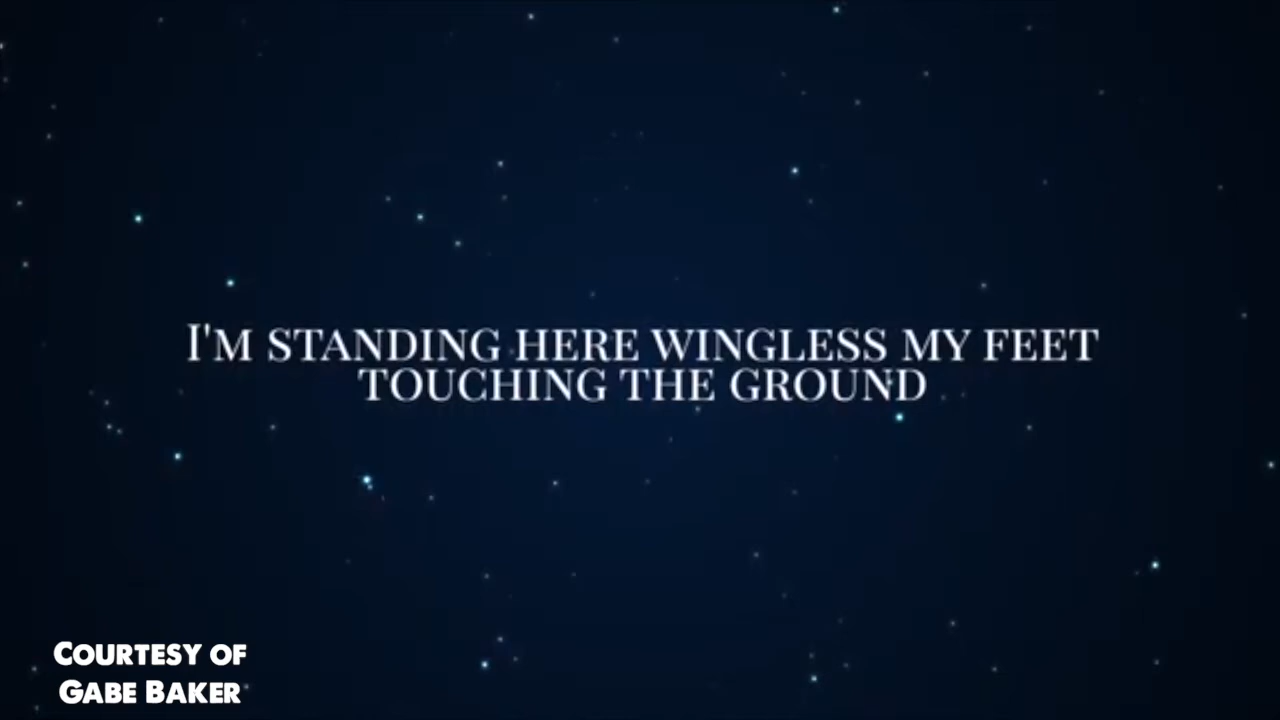 I'M STANDING HERE WINGLESS MY FEET
TOUCHING THE GROUND
COURTESY OF
GABE BAKER